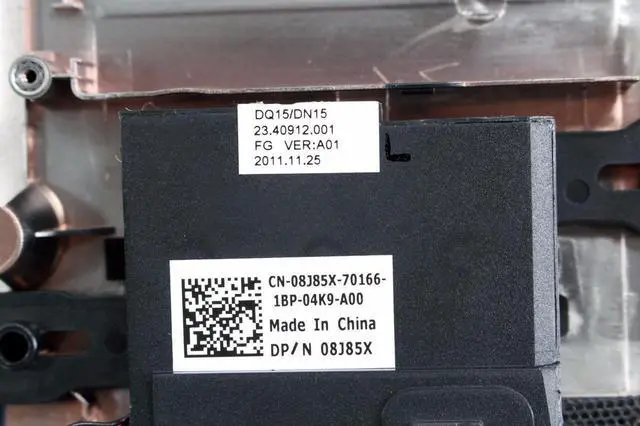 DQ15/DN15
23.40912.001
FG VER:A01
2011.11.25
L
CN-08J85X-70166-
1BP-04K9-A00
Made In China
DP/N 08J85X